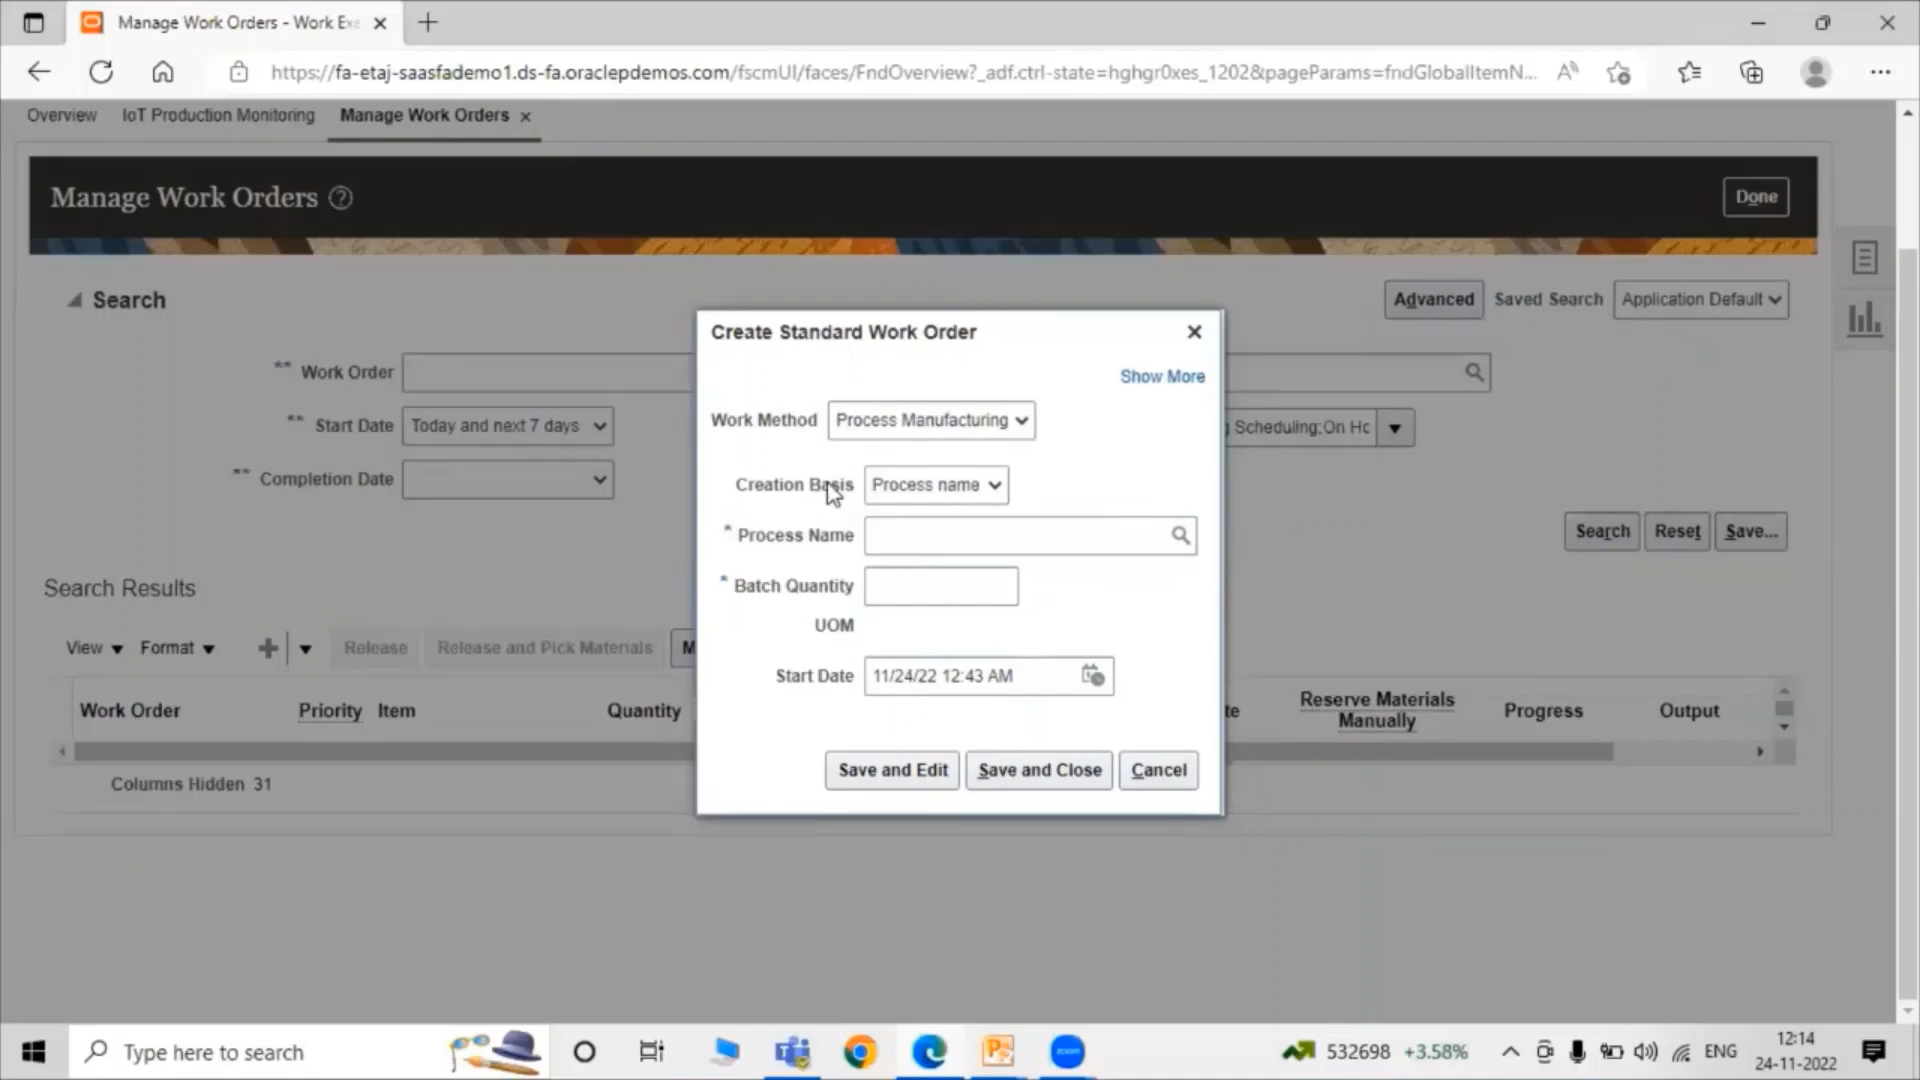 Manage Work Orders - Work Exe
https://fa-etaj-saasfademo1.ds-fa.oraclepdemos.com/fscmUI/faces/FndOverview?_adf.ctrl-state=hghgr0xes_1202&pageParams=fndGlobalItemN...
Overview IoT Production Monitoring Manage Work Orders
Manage Work Orders
Done
Search
Advanced Saved Search Application Default
** Work Order
** Start Date Today and next 7 days
Scheduling;On Hc
** Completion Date
Search Reset Save...
Create Standard Work Order
Show More
Work Method Process Manufacturing
Creation Basis Process name
* Process Name
* Batch Quantity
UOM
Start Date 11/24/22 12:43 AM
Save and Edit Save and Close Cancel
Search Results
View Format Release Release and Pick Materials M
Work Order Priority Item Quantity te Reserve Materials Manually Progress Output
Columns Hidden 31
Type here to search
zoom
532698 +3.58%
ENG
12:14
24-11-2022